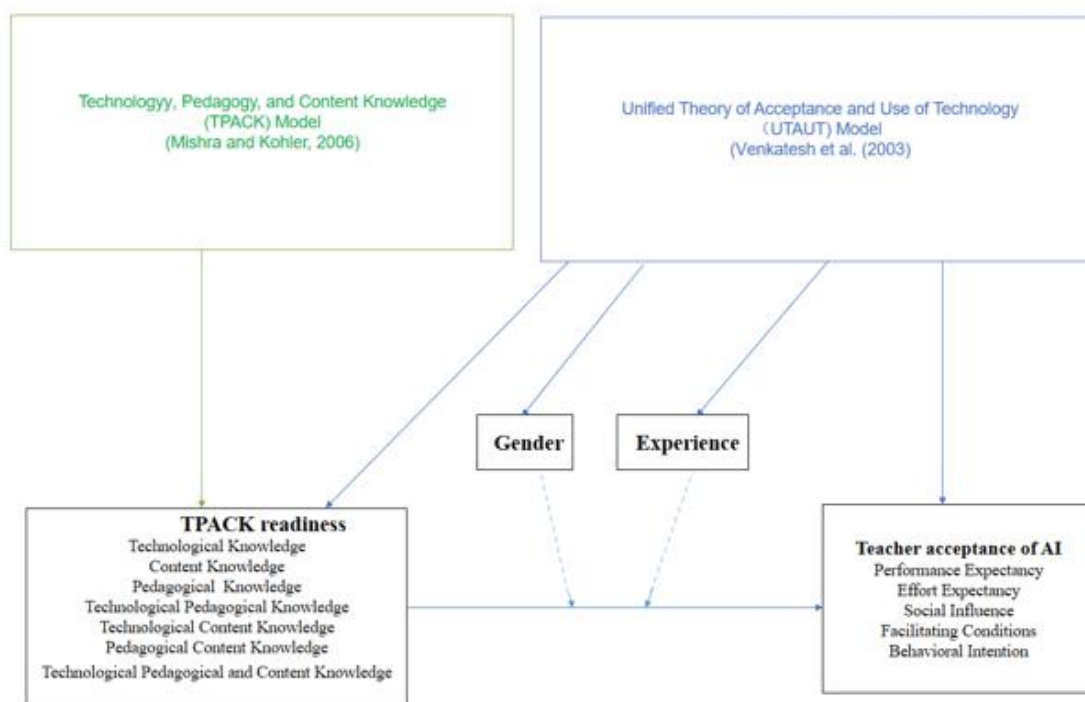 Technologyy, Pedagogy, and Content Knowledge
(TPACK) Model
(Mishra and Kohler, 2006)
Unified Theory of Acceptance and Use of Technology
（UTAUT) Model
(Venkatesh et al. (2003)
Gender
Experience
TPACK readiness
Technological Knowledge
Content Knowledge
Pedagogical Knowledge
Technological Pedagogical Knowledge
Technological Content Knowledge
Pedagogical Content Knowledge
Technological Pedagogical and Content Knowledge
Teacher acceptance of AI
Performance Expectancy
Effort Expectancy
Social Influence
Facilitating Conditions
Behavioral Intention